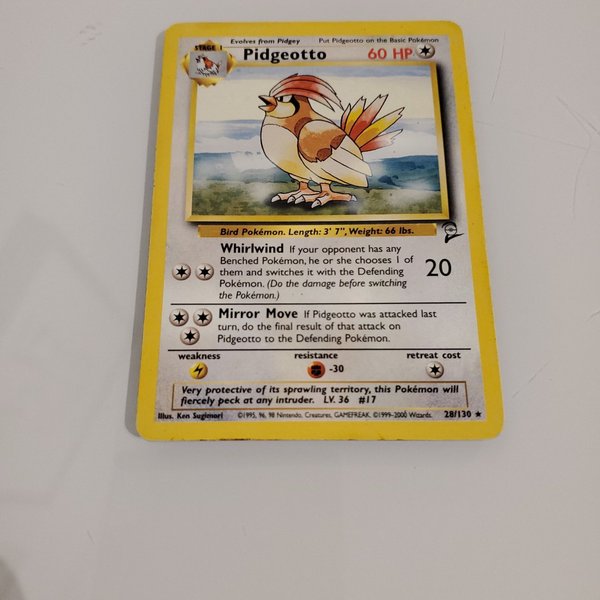 Evolves from Pidgey Put Pidgeotto on the Basic Pokémon
STAGE 1
Pidgeotto 60 HP
Bird Pokémon. Length: 3' 7", Weight: 66 lbs.
Whirlwind If your opponent has any
Benched Pokémon, he or she chooses 1 of
them and switches it with the Defending 20
Pokémon. (Do the damage before switching
the Pokémon.)
Mirror Move If Pidgeotto was attacked last
turn, do the final result of that attack on
Pidgeotto to the Defending Pokémon.
weakness resistance retreat cost
-30
Very protective of its sprawling territory, this Pokémon will
fiercely peck at any intruder. LV. 36 #17
Illus. Ken Sugimori ©1995, 96, 98 Nintendo, Creatures, GAMEFREAK. ©1999-2000 Wizards. 28/130 ★